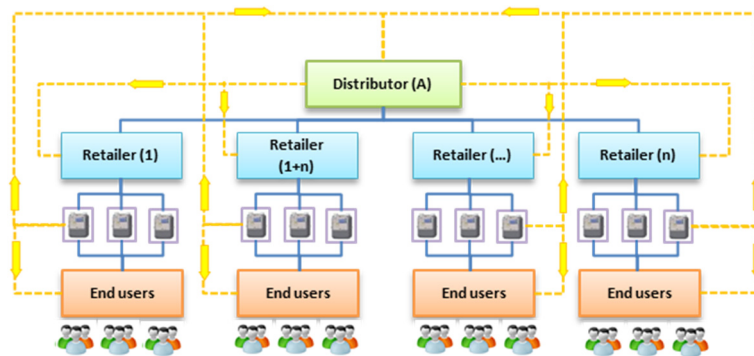 Distributor (A)
Retailer (1)
Retailer
(1+n)
Retailer (...)
Retailer (n)
End users
End users
End users
End users